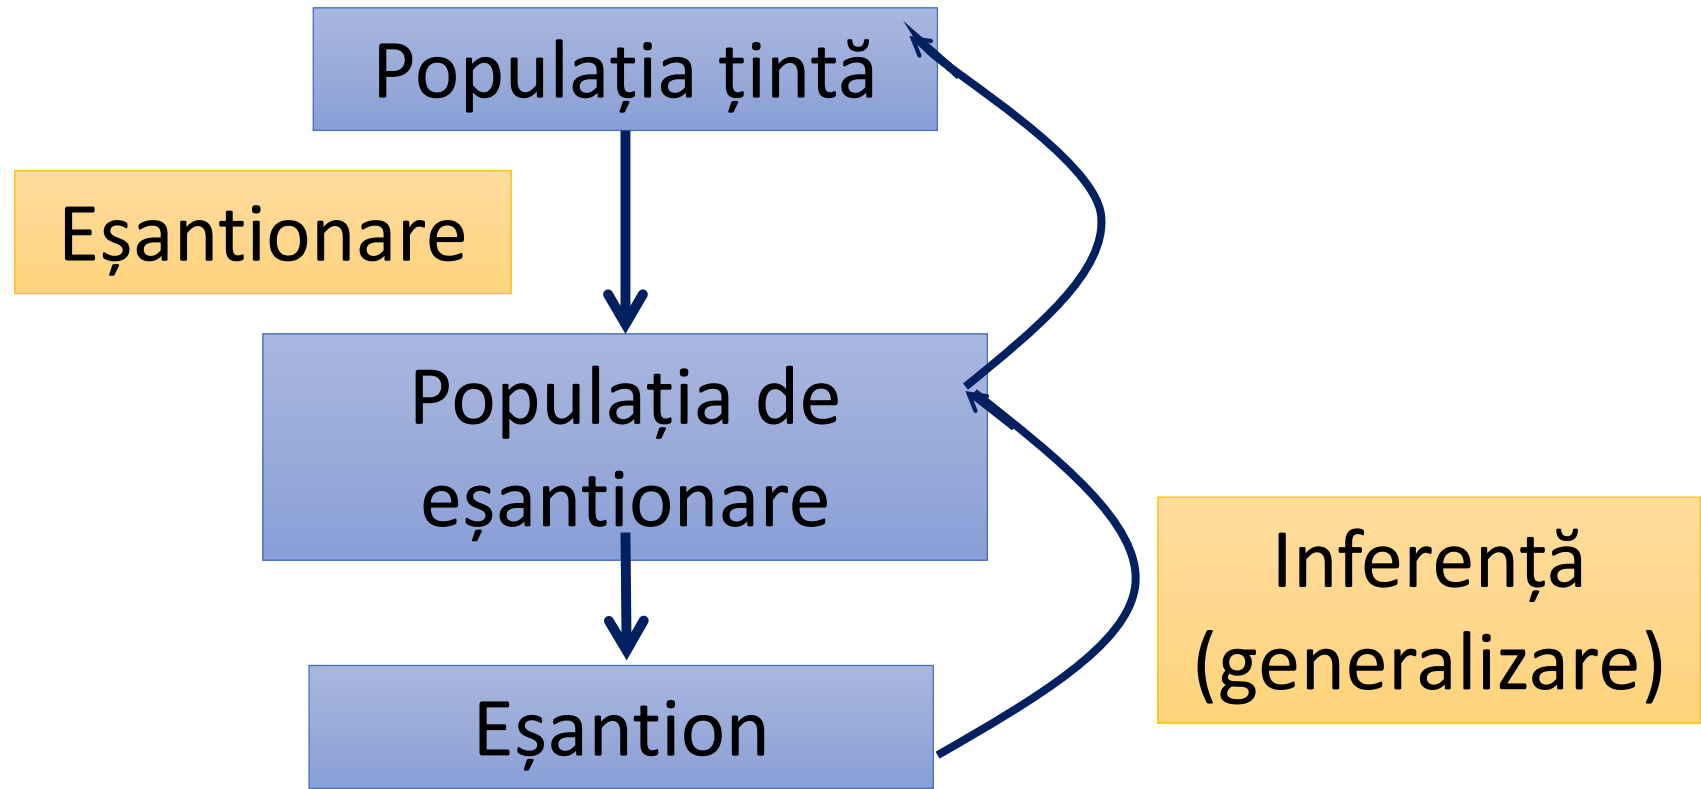 Populația țintă
Eșantionare
Populația de
eșantionare
Inferență
(generalizare)
Eșantion